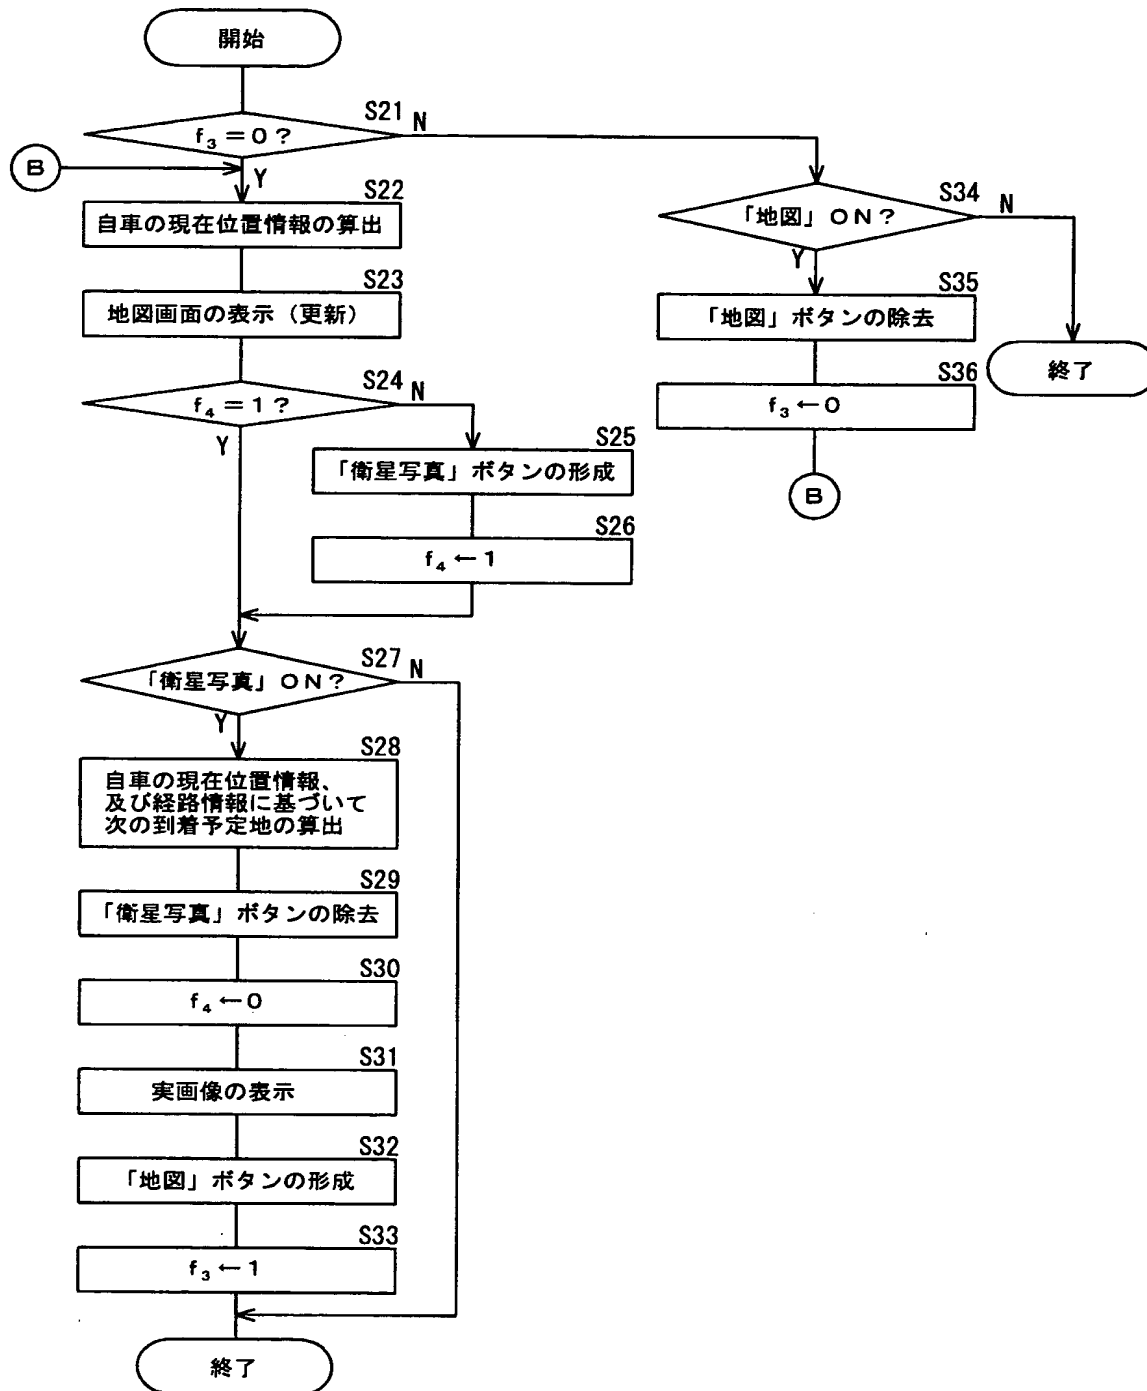 開始
S21
f₃＝0？
N
B
Y
S22
自車の現在位置情報の算出
S23
地図画面の表示（更新）
S24
f₄＝1？
N
Y
S25
「衛星写真」ボタンの形成
S26
f₄←1
S27
「衛星写真」ON？
N
Y
S28
自車の現在位置情報、
及び経路情報に基づいて
次の到着予定地の算出
S29
「衛星写真」ボタンの除去
S30
f₄←0
S31
実画像の表示
S32
「地図」ボタンの形成
S33
f₃←1
終了
S34
「地図」ON？
N
Y
S35
「地図」ボタンの除去
終了
S36
f₃←0
B